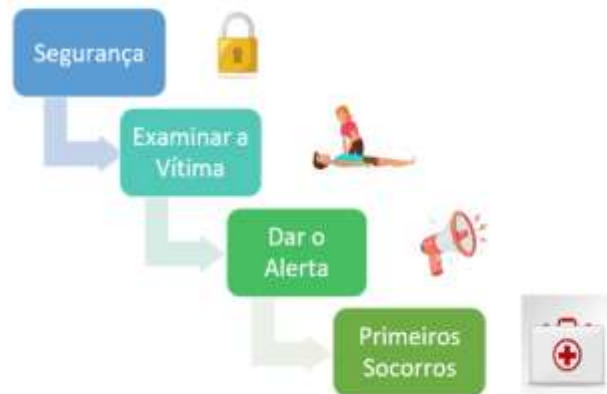 Segurança
Examinar a
Vítima
Dar o
Alerta
Primeiros
Socorros